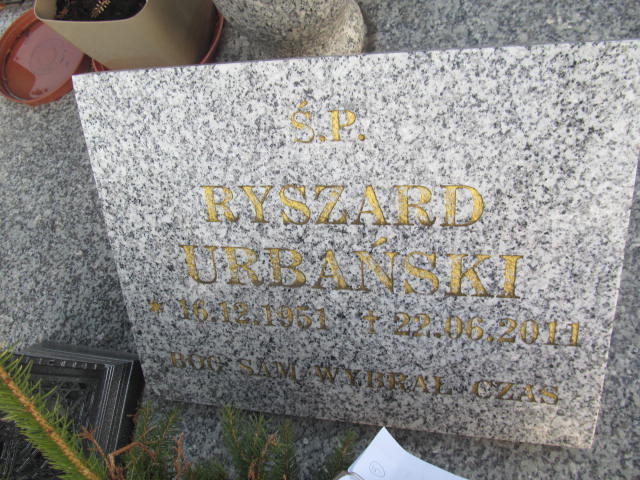 Ś.P.
RYSZARD
URBAŃSKI
* 16.12.1951 † 22.06.2011
BÓG SAM WYBRAŁ CZAS